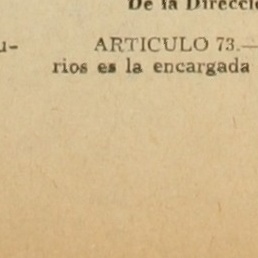 De la Direcci
u-
ARTICULO 73.—
rios es la encargada